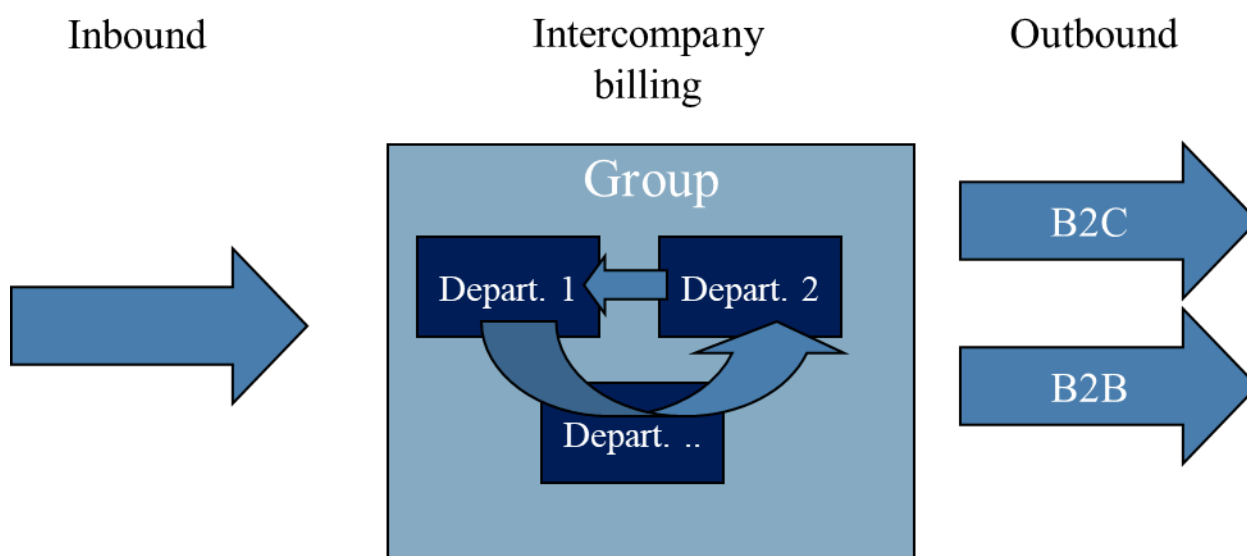 Inbound
Intercompany
billing
Outbound
Group
Depart. 1
Depart. 2
Depart. ..
B2C
B2B